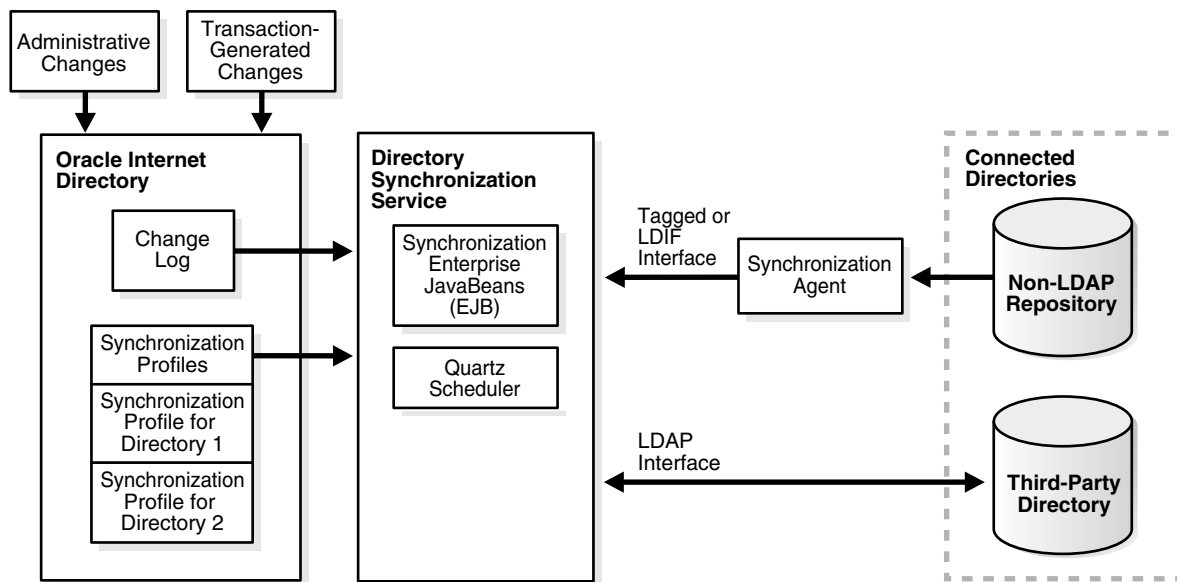 Administrative
Changes
Transaction-
Generated
Changes
Oracle Internet
Directory
Change
Log
Synchronization
Profiles
Synchronization
Profile for
Directory 1
Synchronization
Profile for
Directory 2
Directory
Synchronization
Service
Synchronization
Enterprise
JavaBeans
(EJB)
Quartz
Scheduler
Tagged or
LDIF
Interface
Synchronization
Agent
LDAP
Interface
Connected
Directories
Non-LDAP
Repository
Third-Party
Directory